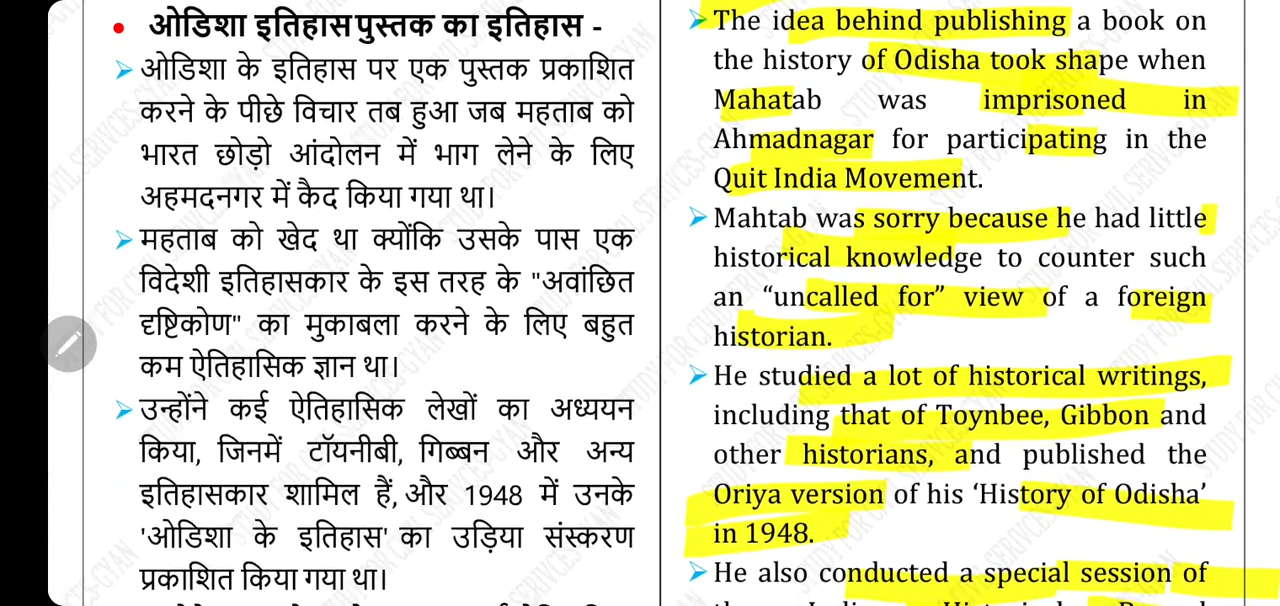 ओडिशा इतिहास पुस्तक का इतिहास -
ओडिशा के इतिहास पर एक पुस्तक प्रकाशित
करने के पीछे विचार तब हुआ जब महताब को
भारत छोड़ो आंदोलन में भाग लेने के लिए
अहमदनगर में कैद किया गया था।
महताब को खेद था क्योंकि उसके पास एक
विदेशी इतिहासकार के इस तरह के "अवांछित
दृष्टिकोण" का मुकाबला करने के लिए बहुत
कम ऐतिहासिक ज्ञान था।
उन्होंने कई ऐतिहासिक लेखों का अध्ययन
किया, जिनमें टॉयनीबी, गिब्बन और अन्य
इतिहासकार शामिल हैं, और 1948 में उनके
'ओडिशा के इतिहास' का उड़िया संस्करण
प्रकाशित किया गया था।
The idea behind publishing a book on
the history of Odisha took shape when
Mahatab was imprisoned in
Ahmadnagar for participating in the
Quit India Movement.
Mahtab was sorry because he had little
historical knowledge to counter such
an “uncalled for” view of a foreign
historian.
He studied a lot of historical writings,
including that of Toynbee, Gibbon and
other historians, and published the
Oriya version of his ‘History of Odisha’
in 1948.
He also conducted a special session of